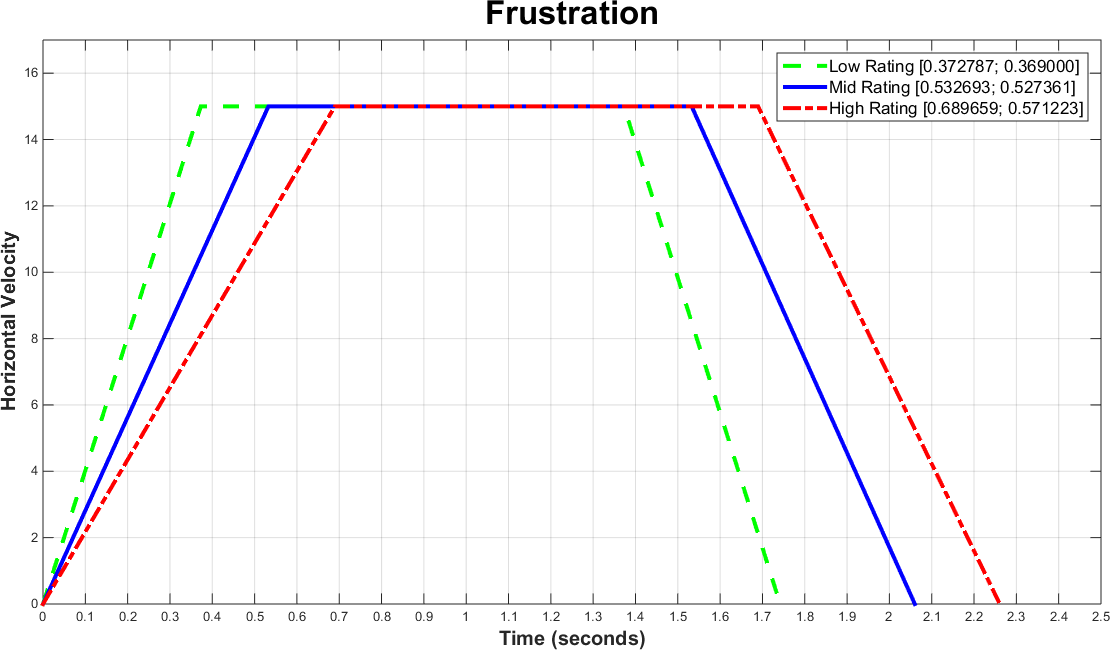 Frustration
Low Rating [0.372787; 0.369000]
Mid Rating [0.532693; 0.527361]
High Rating [0.689659; 0.571223]
16
14
12
10
8
6
4
2
0
Horizontal Velocity
0 0.1 0.2 0.3 0.4 0.5 0.6 0.7 0.8 0.9 1 1.1 1.2 1.3 1.4 1.5 1.6 1.7 1.8 1.9 2 2.1 2.2 2.3 2.4 2.5
Time (seconds)